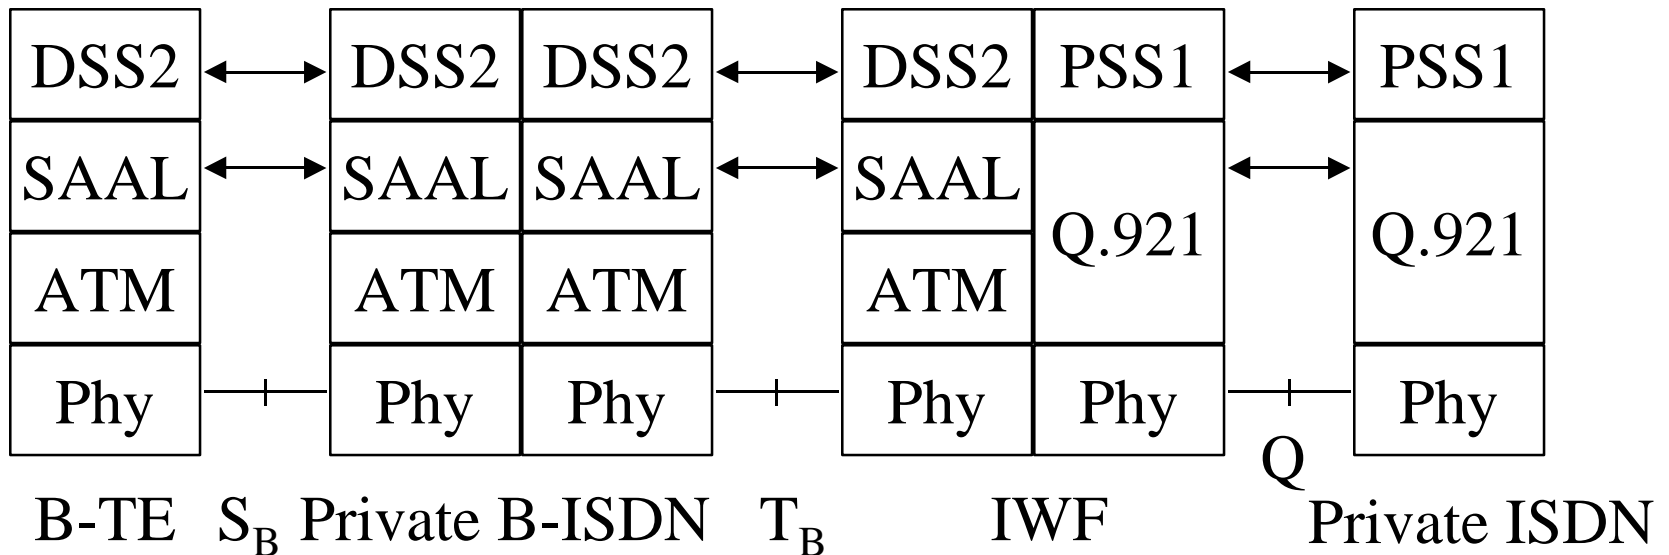 DSS2 DSS2 DSS2 DSS2 PSS1 PSS1
SAAL SAAL SAAL SAAL
Q.921 Q.921
ATM ATM ATM ATM
Phy Phy Phy Phy Phy Phy
Q
B-TE S_B Private B-ISDN T_B IWF Private ISDN